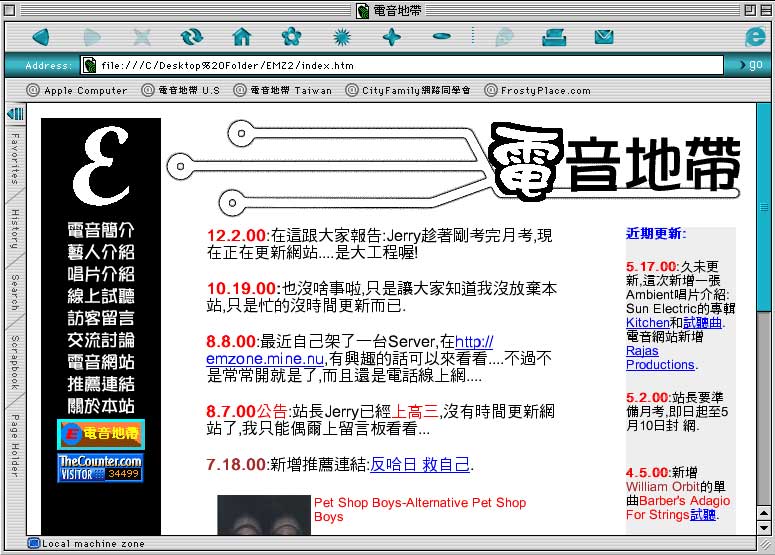 電音地帶
Address: file:///C/Desktop%20Folder/EMZ2/index.htm
go
Apple Computer 電音地帶 U.S 電音地帶 Taiwan CityFamily網路同學會 FrostyPlace.com
Favorites
History
Search
Scrapbook
Page Holder
ε
電音簡介
藝人介紹
唱片介紹
線上試聽
訪客留言
交流討論
電音網站
推薦連結
關於本站
電音地帶
TheCounter.com
VISITOR 34499
電音地帶
12.2.00:在這跟大家報告:Jerry趁著剛考完月考,現
在正在更新網站....是大工程喔!
10.19.00:也沒啥事啦,只是讓大家知道我沒放棄本
站,只是忙的沒時間更新而已.
8.8.00:最近自己架了一台Server,在http://
emzone.mine.nu,有興趣的話可以來看看....不過不
是常常開就是了,而且還是電話線上網....
8.7.00公告:站長Jerry已經上高三,沒有時間更新網
站了,我只能偶爾上留言板看看...
7.18.00:新增推薦連結:反哈日 救自己.
Pet Shop Boys-Alternative Pet Shop
Boys
近期更新:
5.17.00:久未更
新,這次新增一張
Ambient唱片介紹:
Sun Electric的專輯
Kitchen和試聽曲.
電音網站新增
Rajas
Productions.
5.2.00:站長要準
備月考,即日起至5
月10日封 網.
4.5.00:新增
William Orbit的單
曲Barber's Adagio
For Strings試聽.
Local machine zone